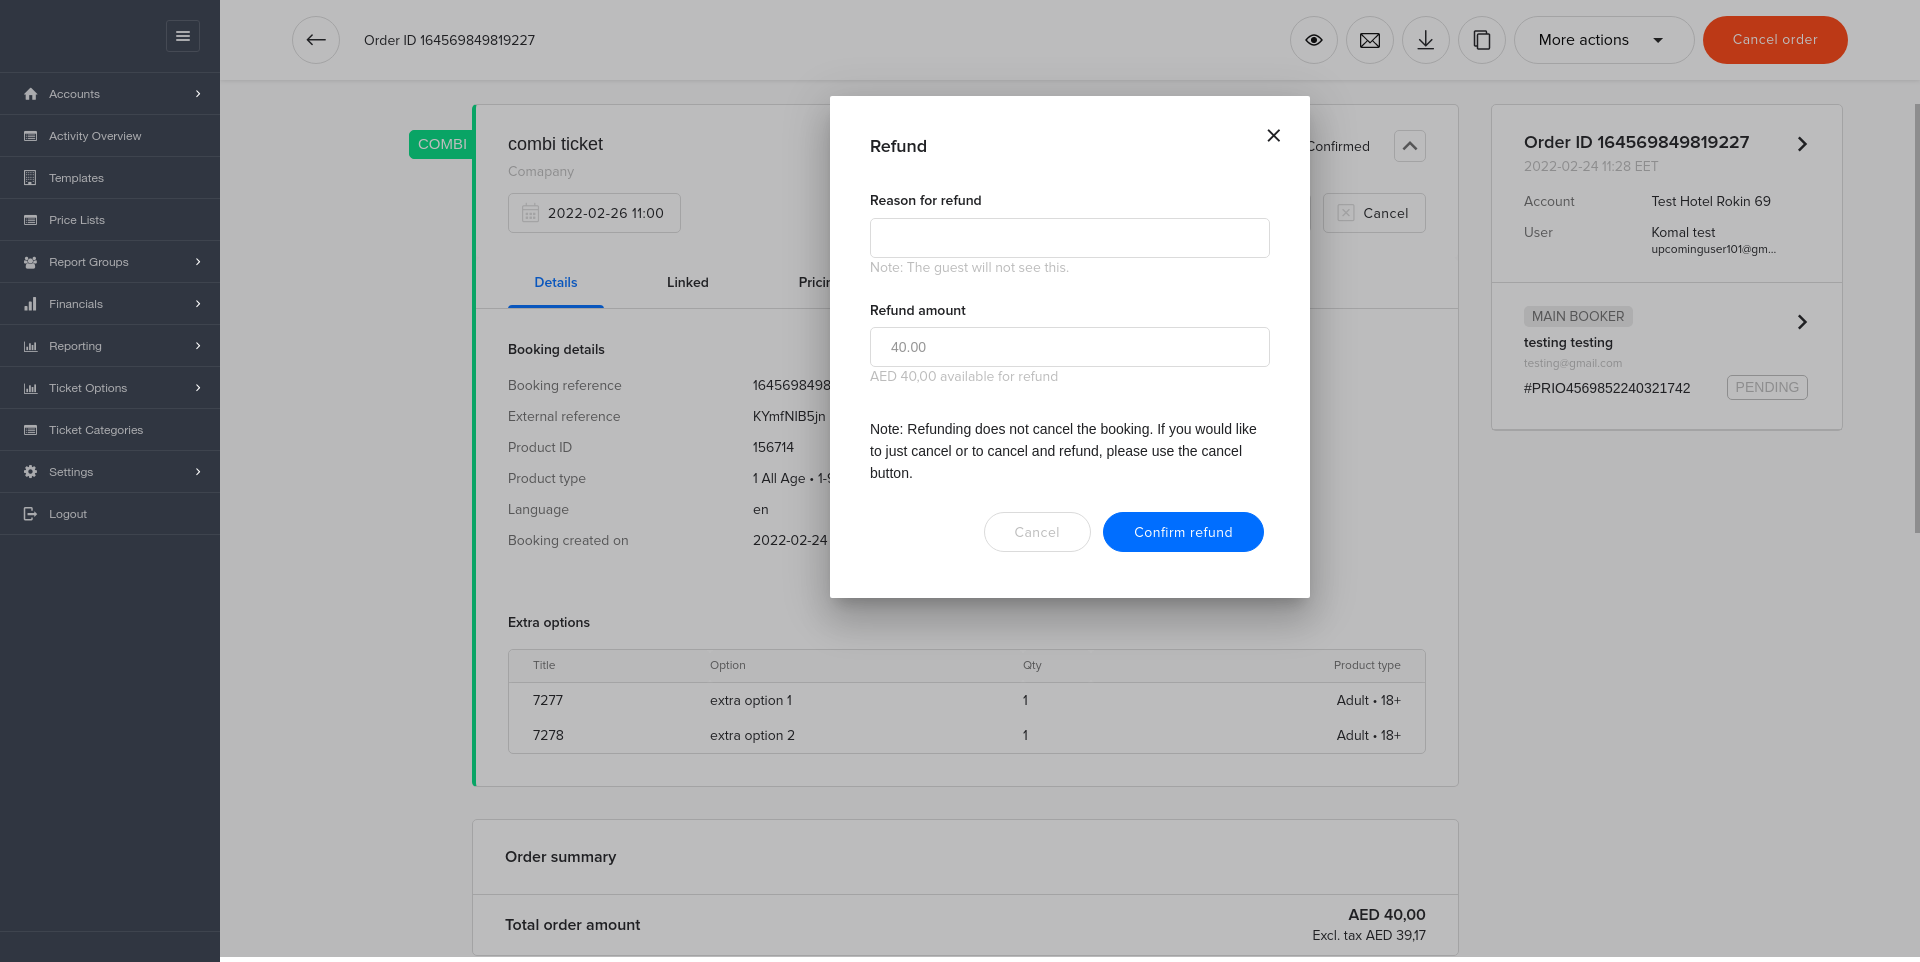 Order ID 164569849819227
More actions
Cancel order
Accounts
Activity Overview
Templates
Price Lists
Report Groups
Financials
Reporting
Ticket Options
Ticket Categories
Settings
Logout
COMBI
combi ticket
Comapany
Confirmed
2022-02-26 11:00
Cancel
Details
Linked
Booking details
Booking reference
1645698498
External reference
KYmfNIB5jn
Product ID
156714
Product type
1 All Age •
Language
en
Booking created on
2022-02-24
Extra options
Title
Option
Qty
Product type
7277
extra option 1
1
Adult • 18+
7278
extra option 2
1
Adult • 18+
Order summary
Total order amount
AED 40,00
Excl. tax AED 39,17
Refund
Reason for refund
Note: The guest will not see this.
Refund amount
40.00
AED 40,00 available for refund
Note: Refunding does not cancel the booking. If you would like
to just cancel or to cancel and refund, please use the cancel
button.
Cancel
Confirm refund
Order ID 164569849819227
2022-02-24 11:28 EET
Account
Test Hotel Rokin 69
User
Komal test
upcominguser101@gm...
MAIN BOOKER
testing testing
testing@gmail.com
#PRIO4569852240321742
PENDING